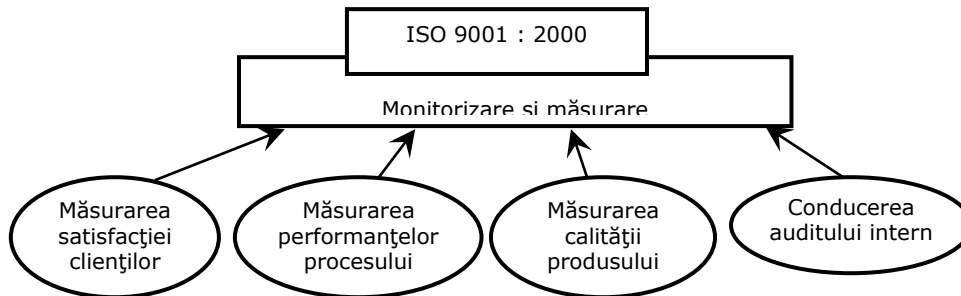 ISO 9001 : 2000
Monitorizare şi măsurare
Măsurarea
satisfacţiei
clienţilor
Măsurarea
performanţelor
procesului
Măsurarea
calităţii
produsului
Conducerea
auditului intern